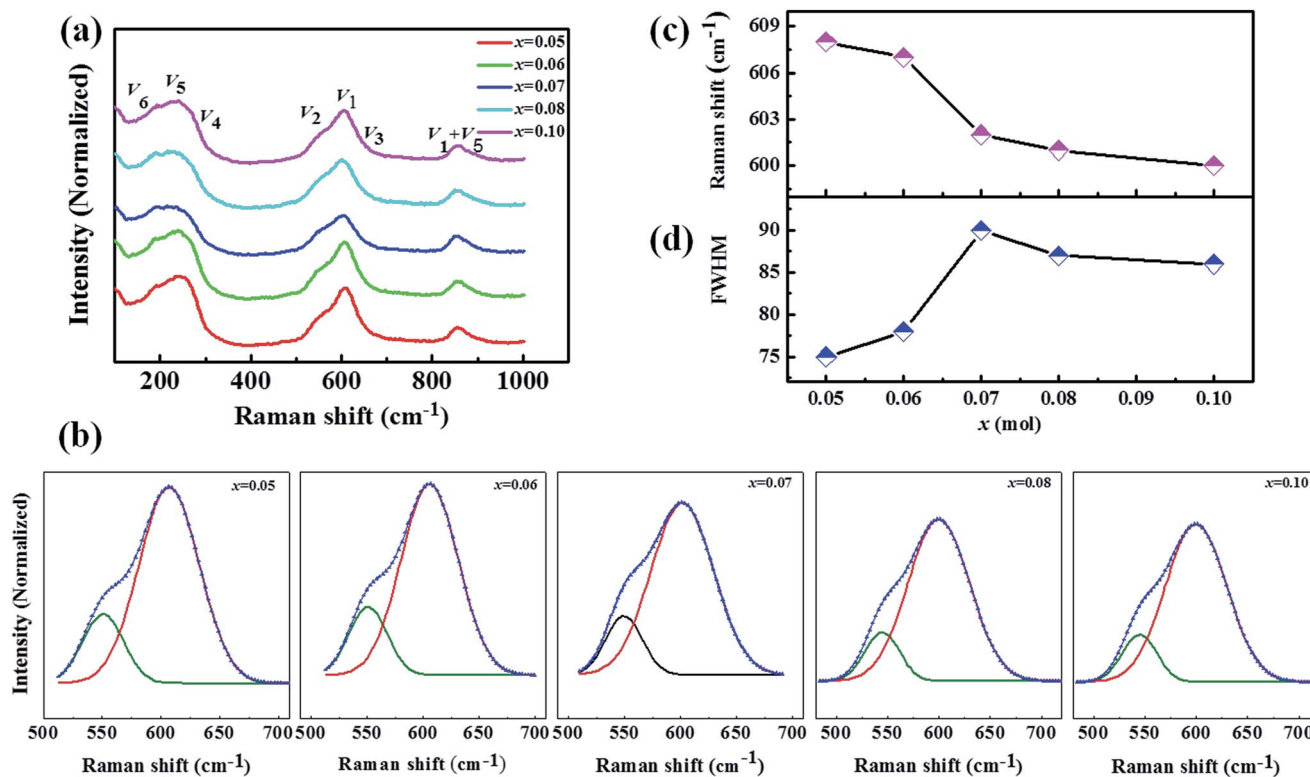 (a)
x=0.05
x=0.06
x=0.07
x=0.08
x=0.10
V6
V5
V4
V2
V1
V3
V1+V5
Intensity (Normalized)
200 400 600 800 1000
Raman shift (cm-1)
(c)
609
606
603
600
Raman shift (cm-1)
(d)
90
85
80
75
FWHM
0.05 0.06 0.07 0.08 0.09 0.10
x (mol)
(b)
Intensity (Normalized)
x=0.05
500 550 600 650 700
Raman shift (cm-1)
x=0.06
500 550 600 650 700
Raman shift (cm-1)
x=0.07
500 550 600 650 700
Raman shift (cm-1)
x=0.08
500 550 600 650 700
Raman shift (cm-1)
x=0.10
500 550 600 650 700
Raman shift (cm-1)